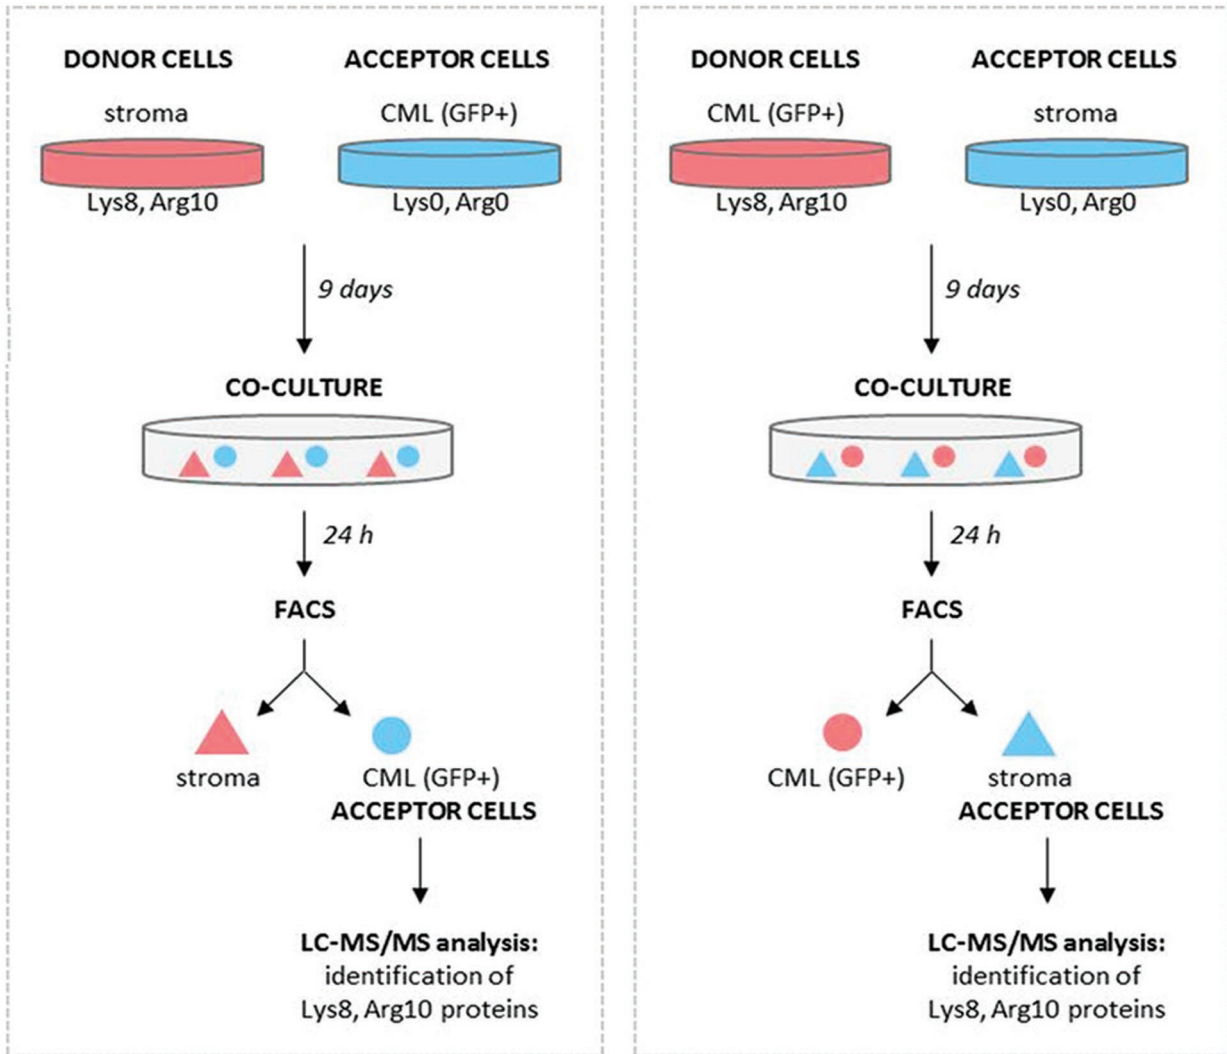 DONOR CELLS
ACCEPTOR CELLS
stroma
CML (GFP+)
Lys8, Arg10
Lys0, Arg0
9 days
CO-CULTURE
24 h
FACS
stroma
CML (GFP+)
ACCEPTOR CELLS
LC-MS/MS analysis:
identification of
Lys8, Arg10 proteins
DONOR CELLS
ACCEPTOR CELLS
CML (GFP+)
stroma
Lys8, Arg10
Lys0, Arg0
9 days
CO-CULTURE
24 h
FACS
CML (GFP+)
stroma
ACCEPTOR CELLS
LC-MS/MS analysis:
identification of
Lys8, Arg10 proteins